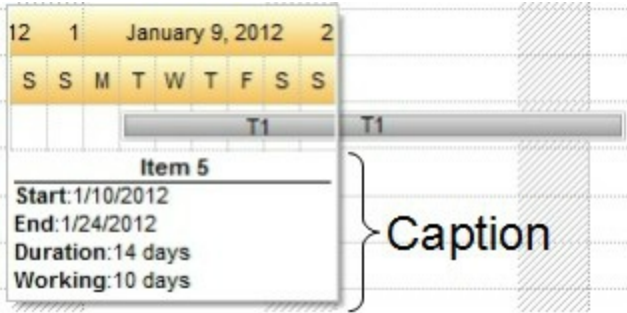 12 1 January 9, 2012 2
S S M T W T F S S
T1 T1
Item 5
Start:1/10/2012
End:1/24/2012
Duration:14 days
Working:10 days
Caption